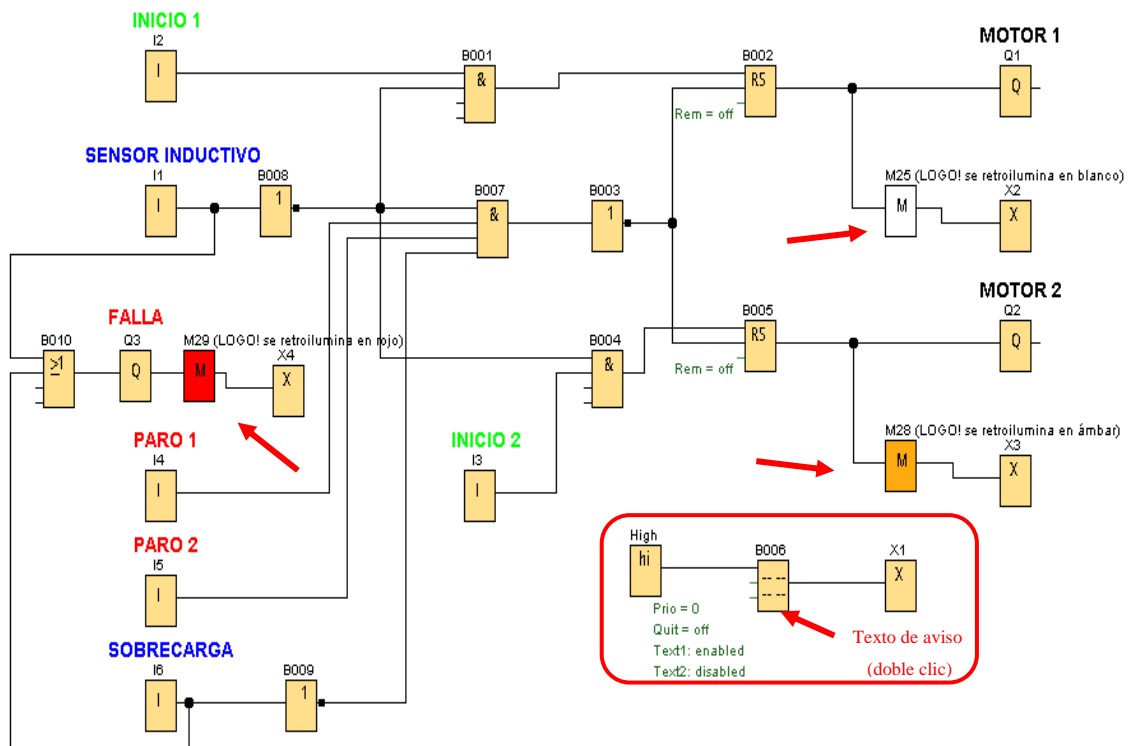 INICIO 1
I2
I
B001
&
B002
RS
Rem = off
MOTOR 1
Q1
Q
SENSOR INDUCTIVO
I1
I
B008
1
B007
&
B003
1
M25 (LOGO! se retroilumina en blanco)
M
X2
X
FALLA
B010
>1
Q3
Q
M29 (LOGO! se retroilumina en rojo)
M
X4
X
B004
&
B005
RS
Rem = off
MOTOR 2
Q2
Q
PARO 1
I4
I
INICIO 2
I3
I
M28 (LOGO! se retroilumina en ámbar)
M
X3
X
PARO 2
I5
I
High
hi
B006
X1
X
Prio = 0
Quit = off
Text1: enabled
Text2: disabled
Texto de aviso
(doble clic)
SOBRECARGA
I6
I
B009
1